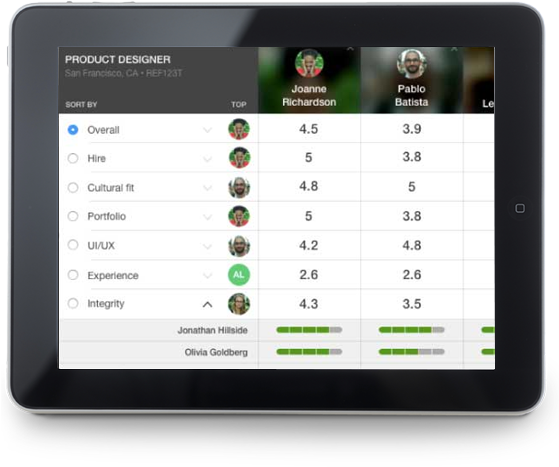 PRODUCT DESIGNER
San Francisco, CA • REF123T
SORT BY TOP
Joanne
Richardson
Pablo
Batista
Le
Overall 4.5 3.9
Hire 5 3.8
Cultural fit 4.8 5
Portfolio 5 3.8
UI/UX 4.2 4.8
Experience AL 2.6 2.6
Integrity 4.3 3.5
Jonathan Hillside
Olivia Goldberg